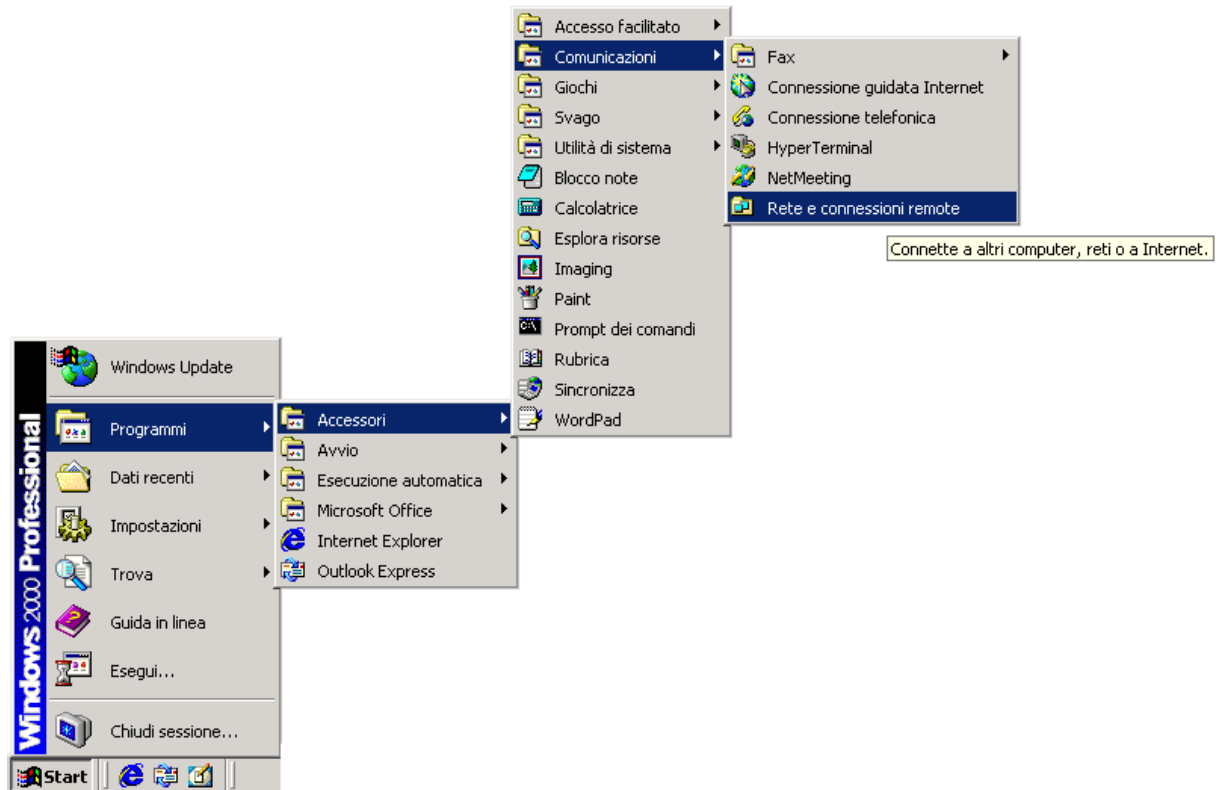 Accesso facilitato
Comunicazioni
Giochi
Svago
Utilità di sistema
Blocco note
Calcolatrice
Esplora risorse
Imaging
Paint
Prompt dei comandi
Rubrica
Sincronizza
WordPad
Fax
Connessione guidata Internet
Connessione telefonica
HyperTerminal
NetMeeting
Rete e connessioni remote
Connette a altri computer, reti o a Internet.
Windows 2000 Professional
Windows Update
Programmi
Dati recenti
Impostazioni
Trova
Guida in linea
Esegui...
Chiudi sessione...
Accessori
Avvio
Esecuzione automatica
Microsoft Office
Internet Explorer
Outlook Express
Start